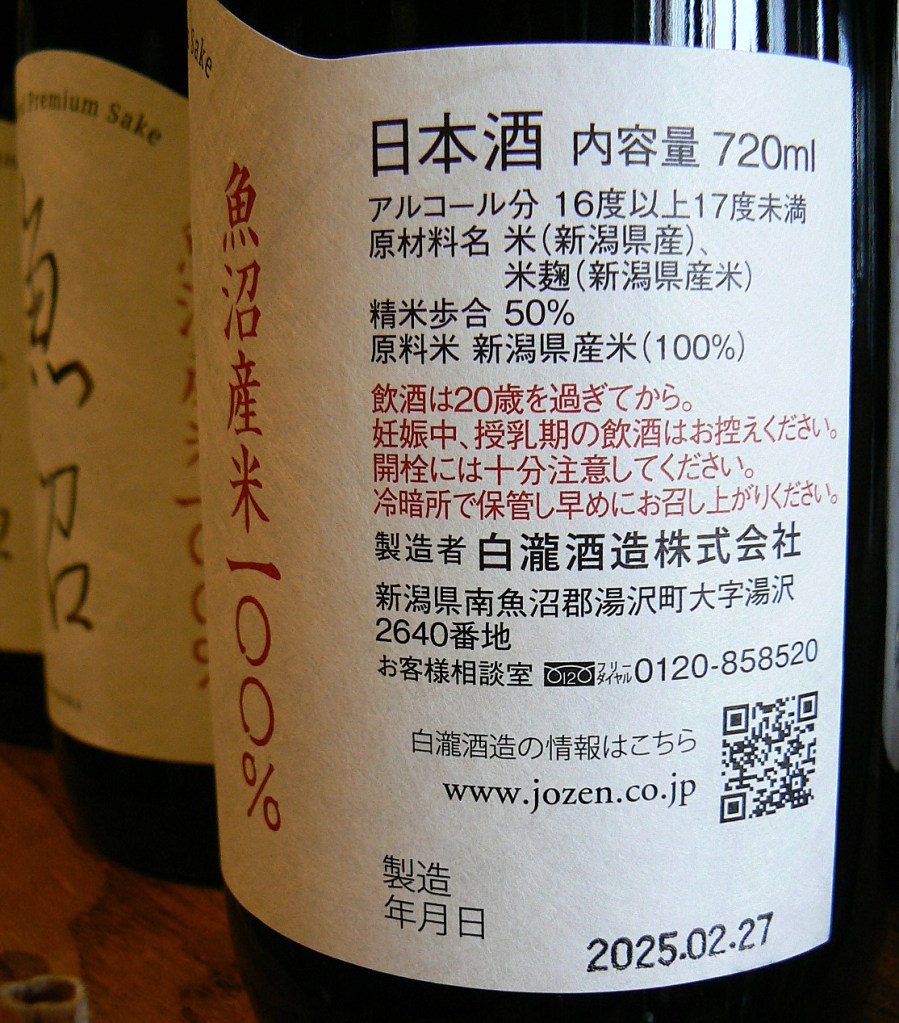 Premium Sake
魚沼
Sake
魚沼産米一〇〇%
日本酒 内容量 720ml
アルコール分 16度以上17度未満
原材料名 米(新潟県産)、
米麹(新潟県産米)
精米歩合 50%
原料米 新潟県産米(100%)
飲酒は20歳を過ぎてから。
妊娠中、授乳期の飲酒はお控えください。
開栓には十分注意してください。
冷暗所で保管し早めにお召し上がりください。
製造者 白瀧酒造株式会社
新潟県南魚沼郡湯沢町大字湯沢
2640番地
お客様相談室 フリーダイヤル 0120-858520
白瀧酒造の情報はこちら
www.jozen.co.jp
製造
年月日
2025.02.27